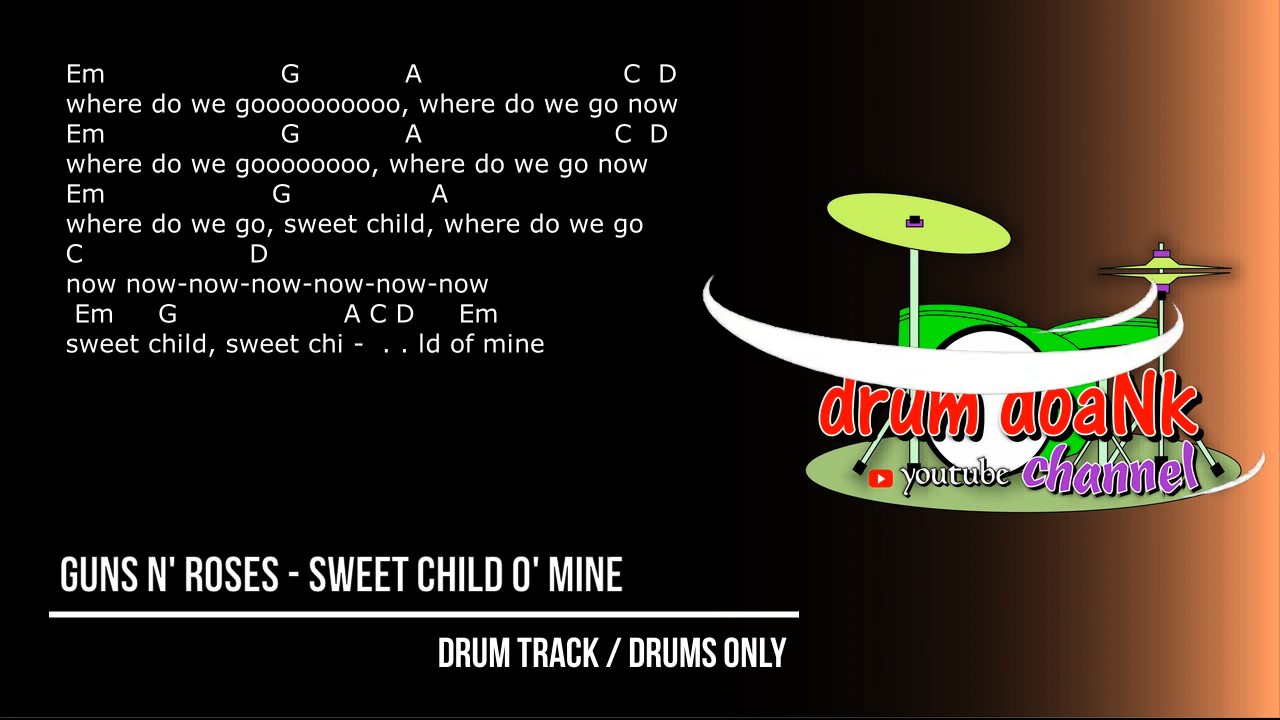 Em G A C D
where do we goooooooooo, where do we go now
Em G A C D
where do we goooooooo, where do we go now
Em G A
where do we go, sweet child, where do we go
C D
now now-now-now-now-now-now
Em G A C D Em
sweet child, sweet chi - . . ld of mine
drum doaNk
youtube channel
GUNS N' ROSES - SWEET CHILD O' MINE
DRUM TRACK / DRUMS ONLY